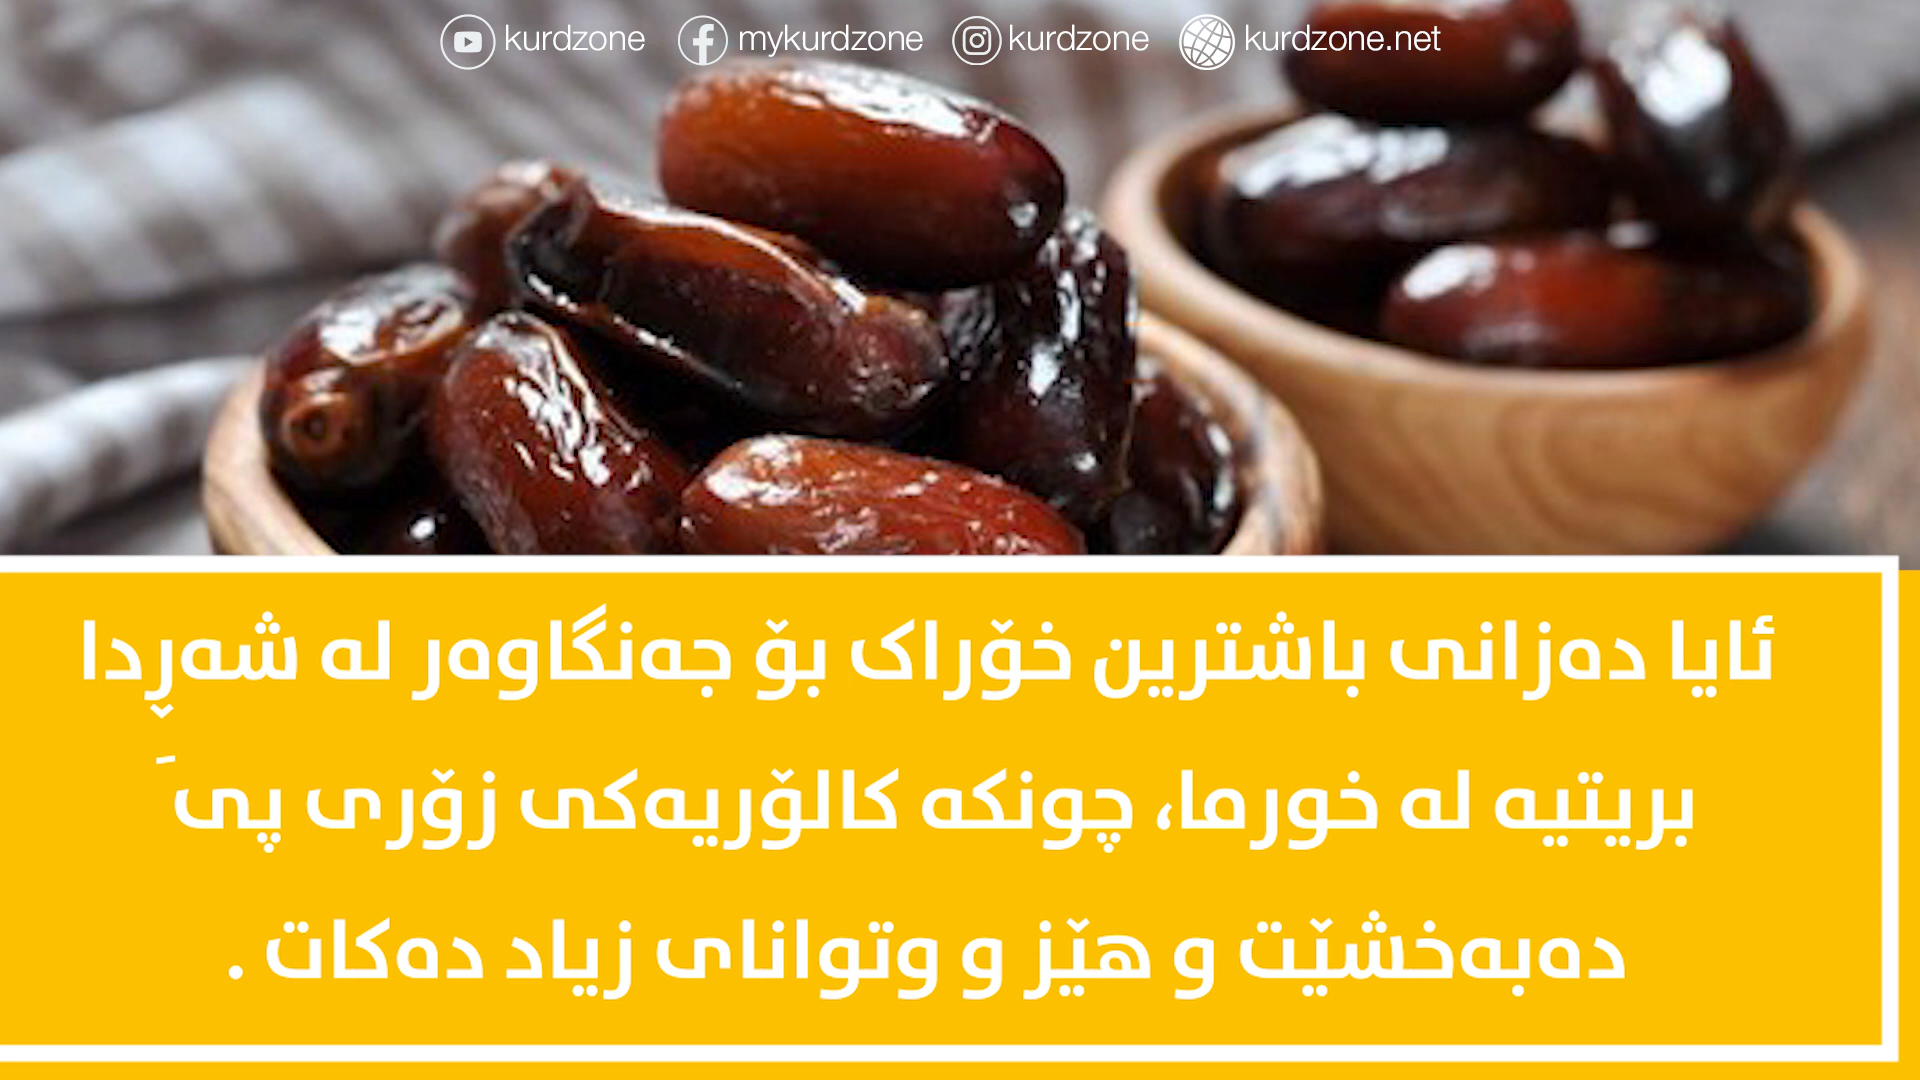 kurdzone mykurdzone kurdzone kurdzone.net
ئایا دەزانی باشترین خۆراک بۆ جەنگاوەر لە شەڕدا
بریتیە لە خورما، چونکە کالۆریەکی زۆری پیَ
دەبەخشێت و هێز و وتوانای زیاد دەکات .